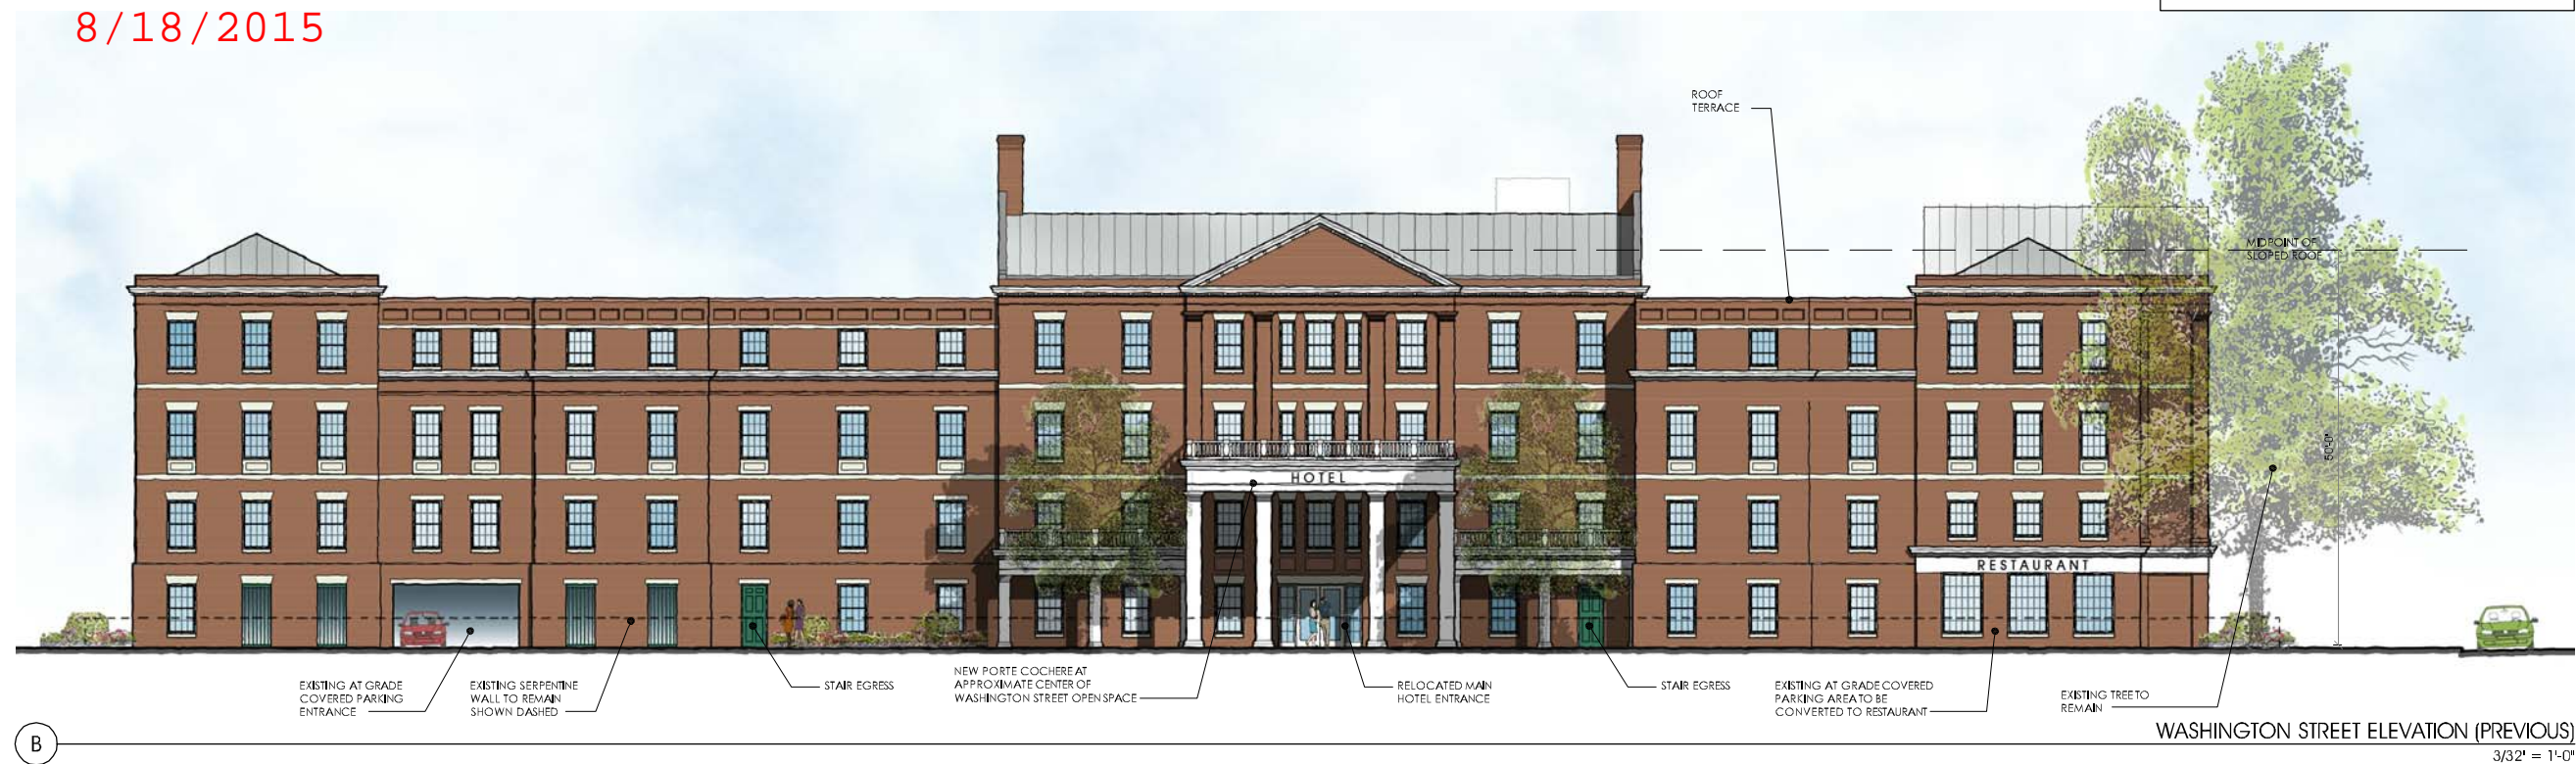 8/18/2015
ROOF
TERRACE
MIDPOINT OF
SLOPED ROOF
50'-0"
HOTEL
RESTAURANT
EXISTING AT GRADE
COVERED PARKING
ENTRANCE
EXISTING SERPENTINE
WALL TO REMAIN
SHOWN DASHED
STAIR EGRESS
NEW PORTE COCHERE AT
APPROXIMATE CENTER OF
WASHINGTON STREET OPEN SPACE
RELOCATED MAIN
HOTEL ENTRANCE
STAIR EGRESS
EXISTING AT GRADE COVERED
PARKING AREA TO BE
CONVERTED TO RESTAURANT
EXISTING TREE TO
REMAIN
B
WASHINGTON STREET ELEVATION (PREVIOUS)
3/32" = 1'-0"